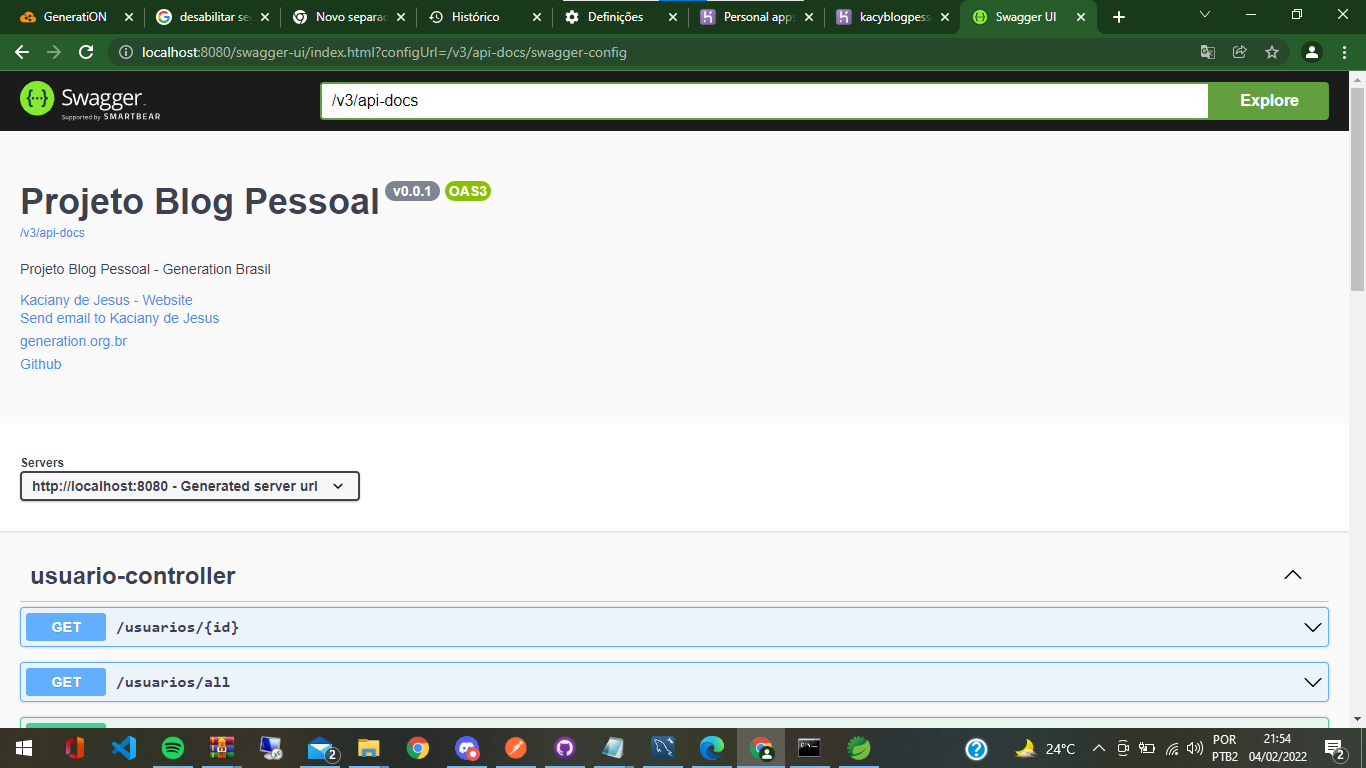 GeneratiON
desabilitar se
Novo separac
Histórico
Definições
Personal apps
kacyblogpess
Swagger UI
localhost:8080/swagger-ui/index.html?configUrl=/v3/api-docs/swagger-config
Swagger
Supported by SMARTBEAR
/v3/api-docs
Explore
Projeto Blog Pessoal v0.0.1 OAS3
/v3/api-docs
Projeto Blog Pessoal - Generation Brasil
Kaciany de Jesus - Website
Send email to Kaciany de Jesus
generation.org.br
Github
Servers
http://localhost:8080 - Generated server url
usuario-controller
GET /usuarios/{id}
GET /usuarios/all
2
24°C
POR
PTB2
21:54
04/02/2022
2